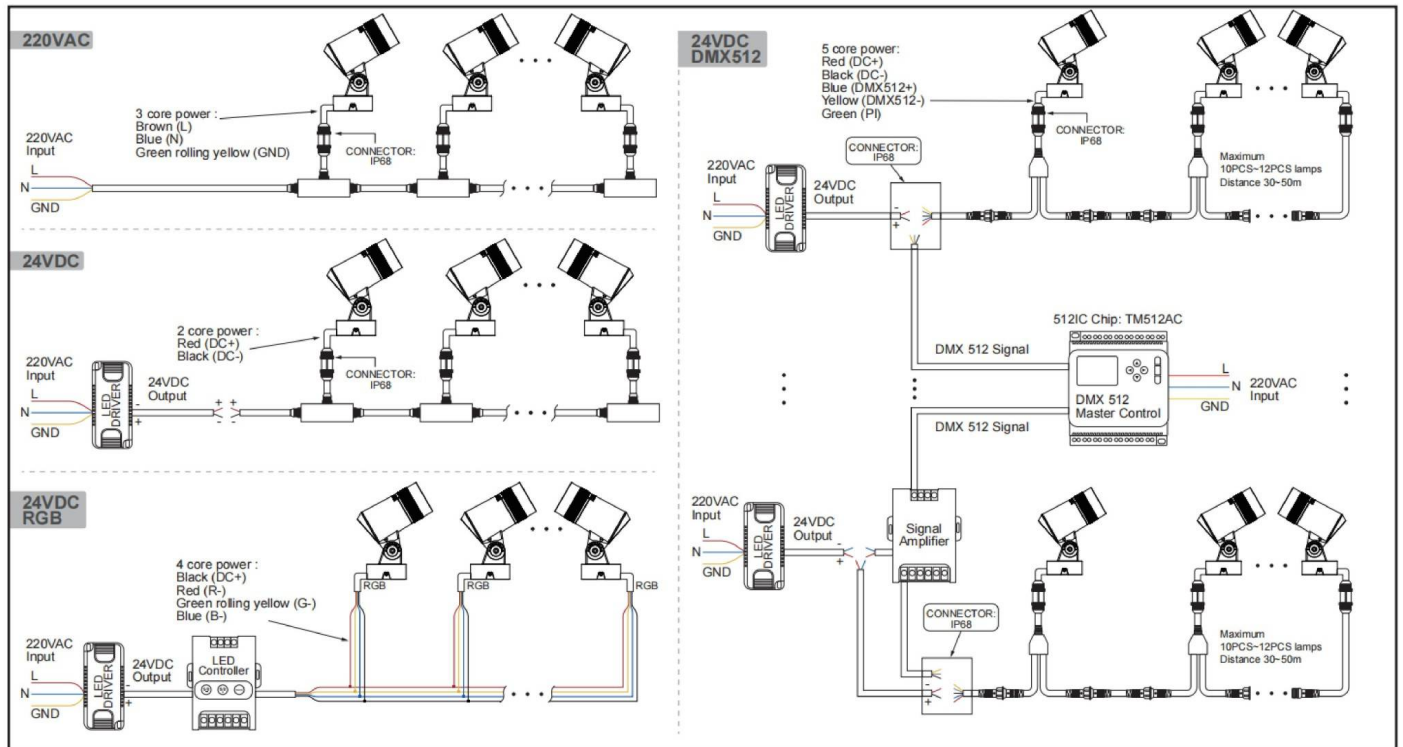 220VAC
3 core power :
Brown (L)
Blue (N)
Green rolling yellow (GND)
CONNECTOR:
IP68
220VAC
Input
L
N
GND
24VDC
2 core power :
Red (DC+)
Black (DC-)
CONNECTOR:
IP68
220VAC
Input
L
N
GND
LED
DRIVER
-
+
24VDC
Output
+ +
- -
24VDC
RGB
4 core power :
Black (DC+)
Red (R-)
Green rolling yellow (G-)
Blue (B-)
RGB
RGB
RGB
220VAC
Input
L
N
GND
LED
DRIVER
-
+
24VDC
Output
LED
Controller
24VDC
DMX512
5 core power:
Red (DC+)
Black (DC-)
Blue (DMX512+)
Yellow (DMX512-)
Green (PI)
CONNECTOR:
IP68
CONNECTOR:
IP68
Maximum
10PCS~12PCS lamps
Distance 30~50m
220VAC
Input
L
N
GND
LED
DRIVER
24VDC
Output
-
+
512IC Chip: TM512AC
DMX 512 Signal
DMX 512
Master Control
L
N
GND
220VAC
Input
DMX 512 Signal
220VAC
Input
L
N
GND
LED
DRIVER
24VDC
Output
-
+
Signal
Amplifier
CONNECTOR:
IP68
-
+
Maximum
10PCS~12PCS lamps
Distance 30~50m